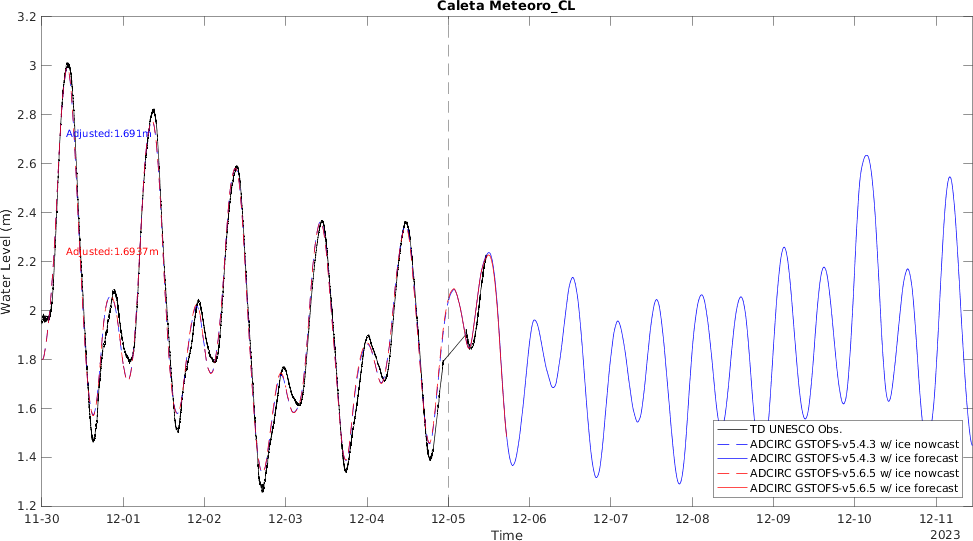 Caleta Meteoro_CL
Water Level (m)
3.2
3
2.8
2.6
2.4
2.2
2
1.8
1.6
1.4
1.2
Adjusted:1.691m
Adjusted:1.6937m
TD UNESCO Obs.
ADCIRC GSTOFS-v5.4.3 w/ ice nowcast
ADCIRC GSTOFS-v5.4.3 w/ ice forecast
ADCIRC GSTOFS-v5.6.5 w/ ice nowcast
ADCIRC GSTOFS-v5.6.5 w/ ice forecast
11-30 12-01 12-02 12-03 12-04 12-05 12-06 12-07 12-08 12-09 12-10 12-11
2023
Time